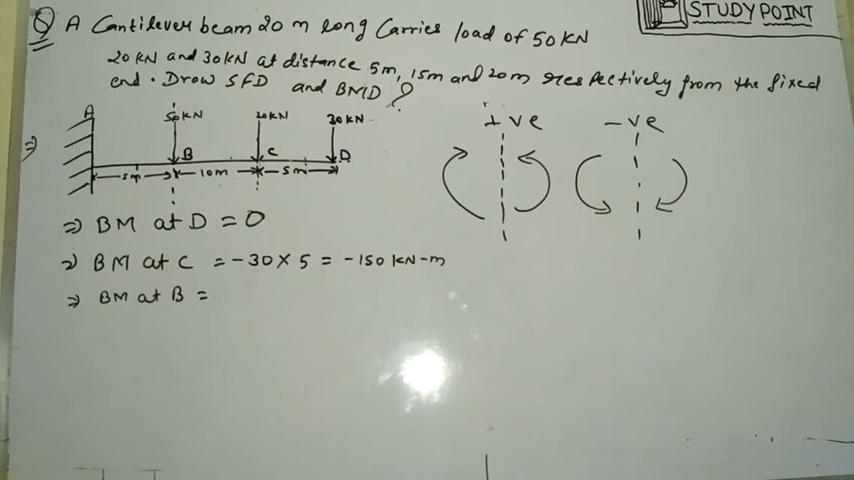 STUDY POINT
Q) A Cantilever beam 20 m long Carries load of 50 KN
20 KN and 30 KN at distance 5m, 15m and 20m respectively from the fixed
end. Draw SFD and BMD?
+ve -ve
A 50 KN 20 KN 30 KN
B C D
5m 10m 5m
⇒ BM at D = 0
⇒ BM at C = -30 × 5 = -150 KN-m
⇒ BM at B =